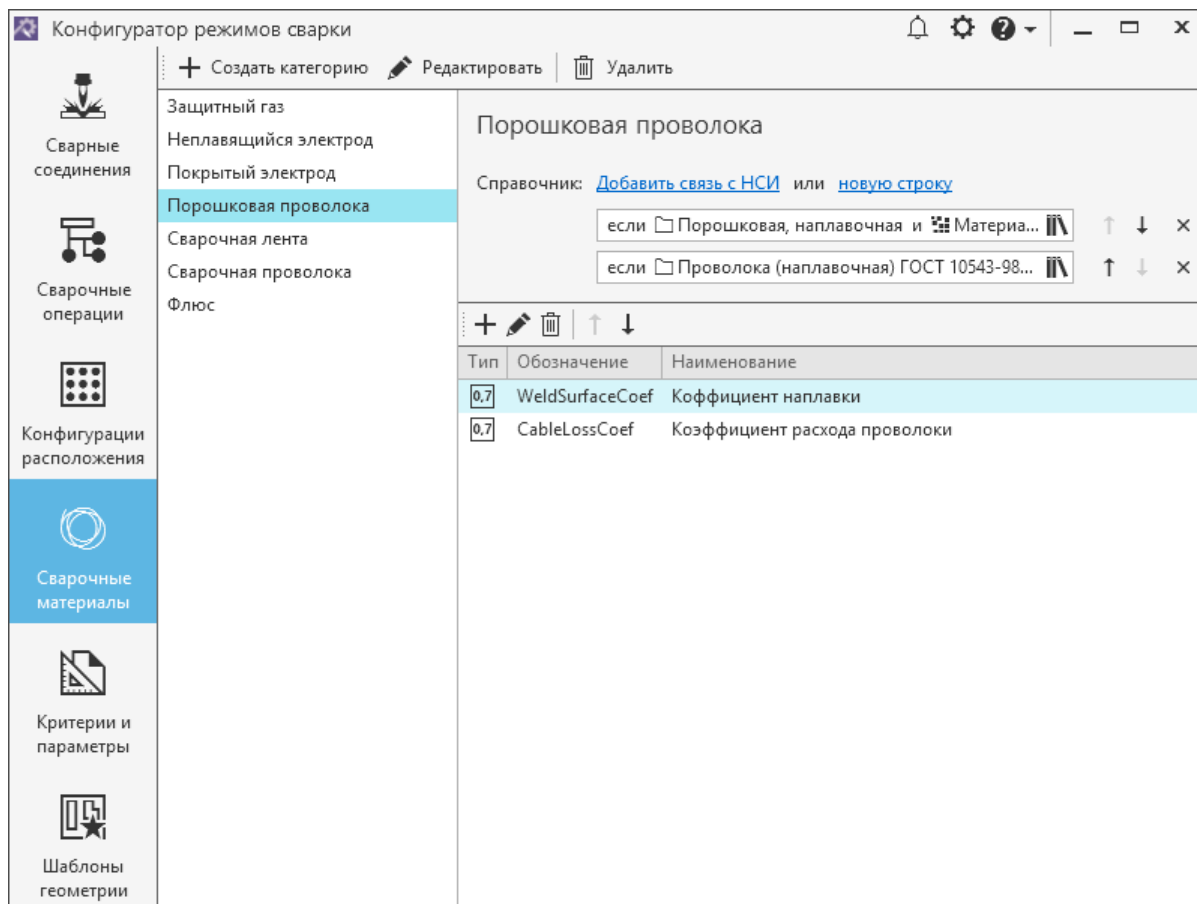 Конфигуратор режимов сварки
Создать категорию Редактировать Удалить
Сварные
соединения
Сварочные
операции
Конфигурации
расположения
Сварочные
материалы
Критерии и
параметры
Шаблоны
геометрии
Защитный газ
Неплавящийся электрод
Покрытый электрод
Порошковая проволока
Сварочная лента
Сварочная проволока
Флюс
Порошковая проволока
Справочник: Добавить связь с НСИ или новую строку
если Порошковая, наплавочная и Материа...
если Проволока (наплавочная) ГОСТ 10543-98...
Тип Обозначение Наименование
0,7 WeldSurfaceCoef Коффициент наплавки
0,7 CableLossCoef Коэффициент расхода проволоки